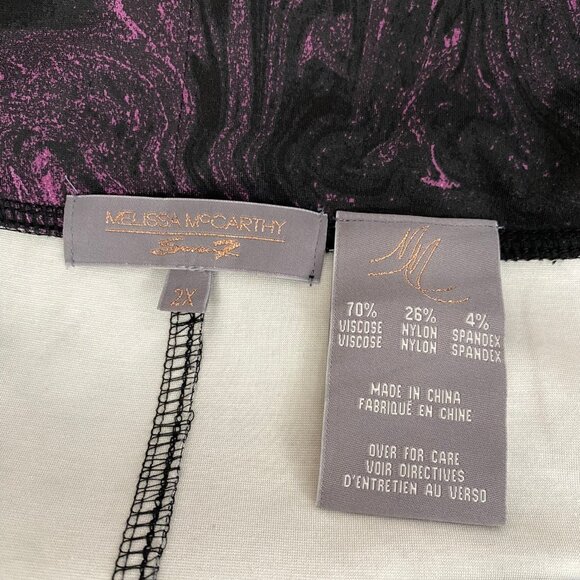 MELISSA McCARTHY
Seven7
2X
70% 26% 4%
VISCOSE NYLON SPANDEX
VISCOSE NYLON SPANDEX
MADE IN CHINA
FABRIQUÉ EN CHINE
OVER FOR CARE
VOIR DIRECTIVES
D'ENTRETIEN AU VERSO